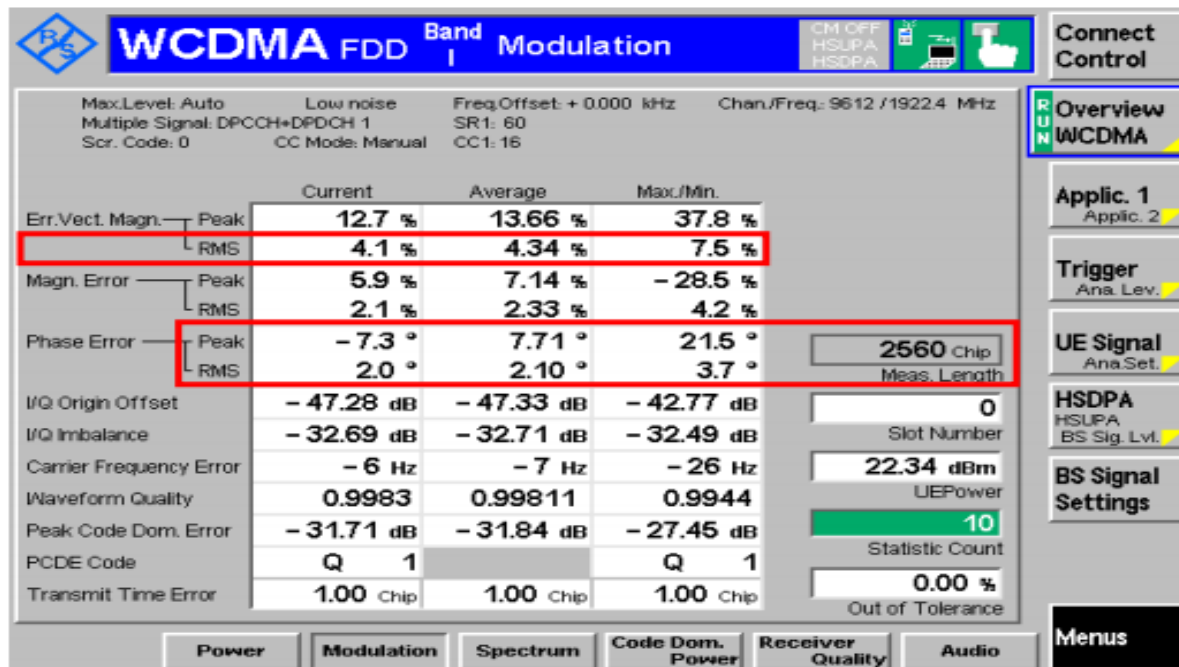 R&S WCDMA FDD Band I Modulation
CM OFF
HSUPA
HSDPA
Connect Control
Max.Level: Auto Low noise Freq.Offset: + 0.000 kHz Chan./Freq.: 9612 / 1922.4 MHz
Multiple Signal: DPCCH+DPDCH 1 SR1: 60
Scr. Code: 0 CC Mode: Manual CC1: 16
RUN Overview WCDMA
Current Average Max./Min.
Applic. 1
Applic. 2
Err.Vect. Magn. Peak 12.7 % 13.66 % 37.8 %
RMS 4.1 % 4.34 % 7.5 %
Magn. Error Peak 5.9 % 7.14 % − 28.5 %
Trigger
Ana. Lev.
RMS 2.1 % 2.33 % 4.2 %
Phase Error Peak − 7.3 ° 7.71 ° 21.5 ° 2560 Chip
UE Signal
Ana.Set.
RMS 2.0 ° 2.10 ° 3.7 ° Meas. Length
I/Q Origin Offset − 47.28 dB − 47.33 dB − 42.77 dB 0
HSDPA
HSUPA
BS Sig. Lvl.
I/Q Imbalance − 32.69 dB − 32.71 dB − 32.49 dB Slot Number
Carrier Frequency Error − 6 Hz − 7 Hz − 26 Hz 22.34 dBm
BS Signal Settings
Waveform Quality 0.9983 0.99811 0.9944 UEPower
Peak Code Dom. Error − 31.71 dB − 31.84 dB − 27.45 dB 10
Statistic Count
PCDE Code Q 1 Q 1
Transmit Time Error 1.00 Chip 1.00 Chip 1.00 Chip 0.00 %
Out of Tolerance
Power Modulation Spectrum Code Dom. Power Receiver Quality Audio Menus